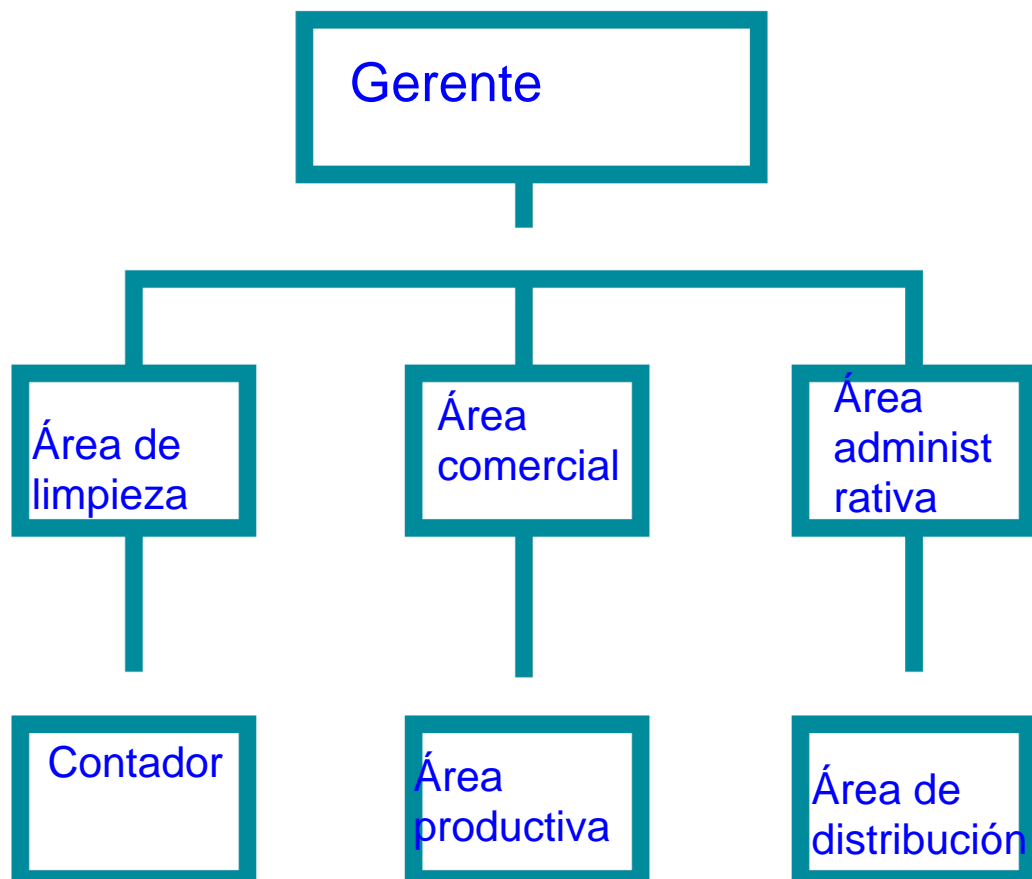 Gerente
Área de
limpieza
Área
comercial
Área
administ
rativa
Contador
Área
productiva
Área de
distribución